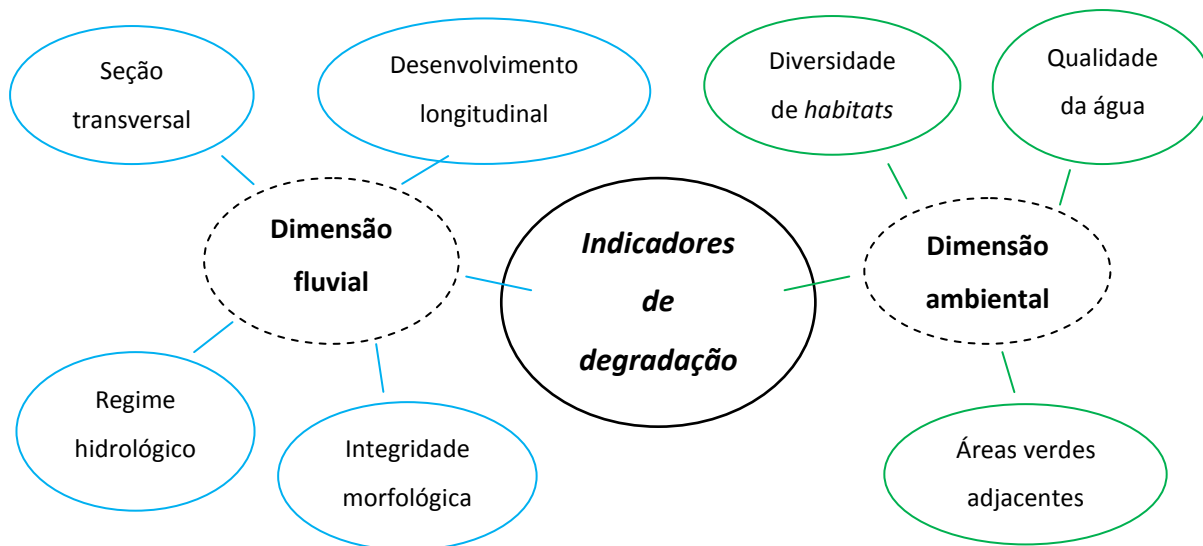 Seção
transversal
Desenvolvimento
longitudinal
Diversidade
de habitats
Qualidade
da água
Dimensão
fluvial
Indicadores
de
degradação
Dimensão
ambiental
Regime
hidrológico
Integridade
morfológica
Áreas verdes
adjacentes